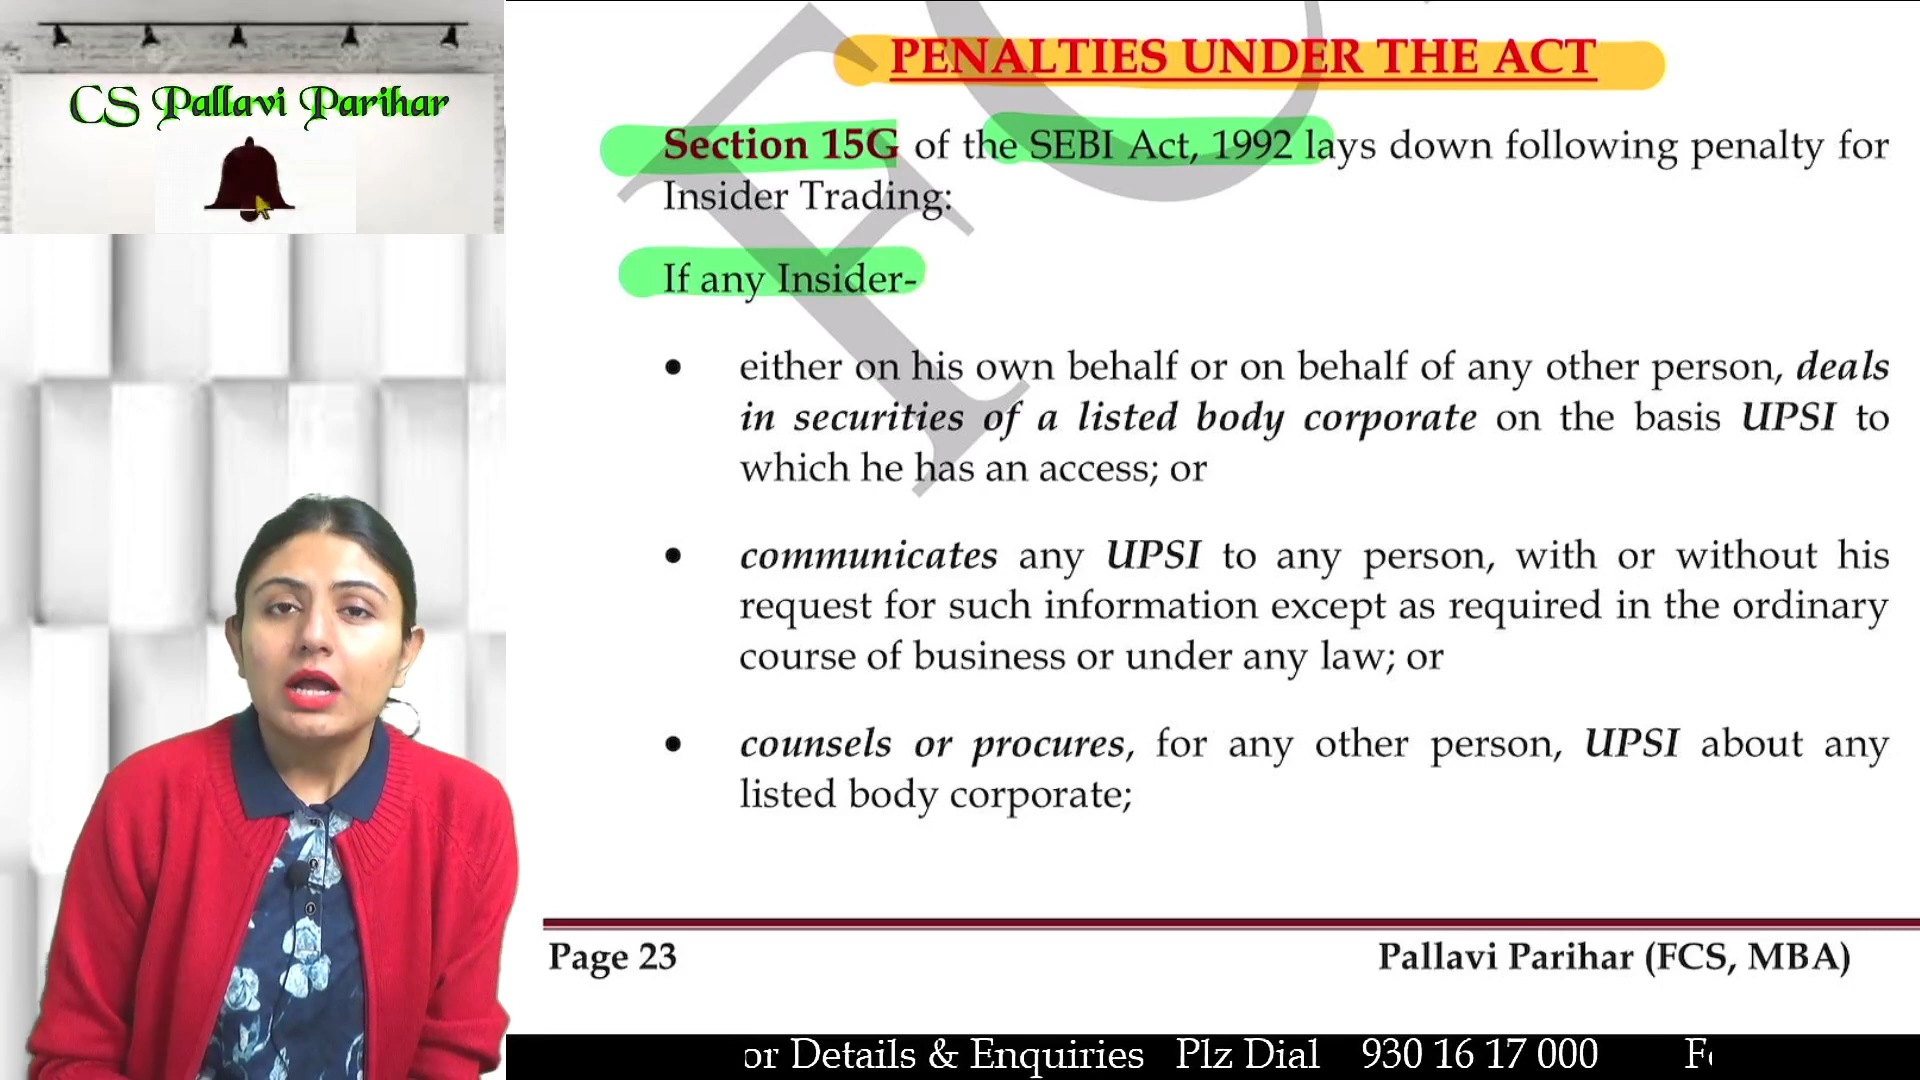 CS Pallavi Parihar
PENALTIES UNDER THE ACT
Section 15G of the SEBI Act, 1992 lays down following penalty for
Insider Trading:
If any Insider-
• either on his own behalf or on behalf of any other person, deals
in securities of a listed body corporate on the basis UPSI to
which he has an access; or
• communicates any UPSI to any person, with or without his
request for such information except as required in the ordinary
course of business or under any law; or
• counsels or procures, for any other person, UPSI about any
listed body corporate;
Page 23 Pallavi Parihar (FCS, MBA)
or Details & Enquiries Plz Dial 930 16 17 000